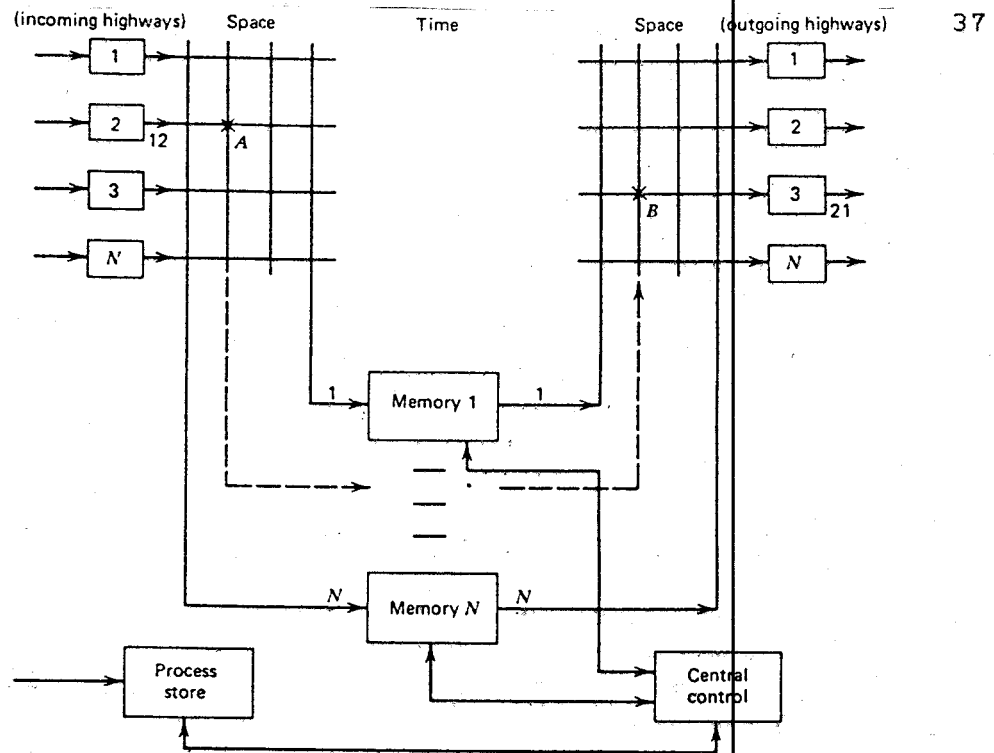 (incoming highways) Space Time Space (outgoing highways) 37
1 1
2 12 A 2
3 B 3 21
N N
1 Memory 1 1
N Memory N N
Process
store
Central
control